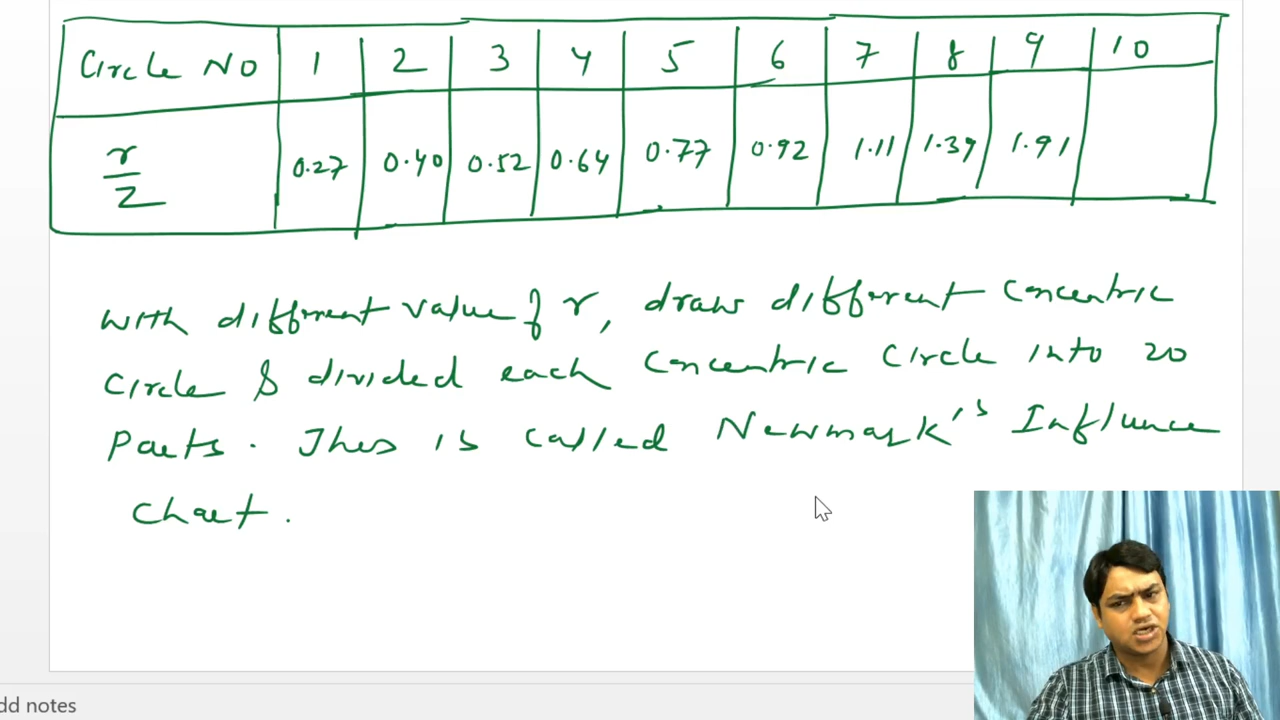 Circle No 1 2 3 4 5 6 7 8 9 10
r/z 0.27 0.40 0.52 0.64 0.77 0.92 1.11 1.39 1.91
With different value of r, draw different concentric
circle & divided each concentric circle into 20
Parts. This is called Newmark's Influence
chart.
dd notes